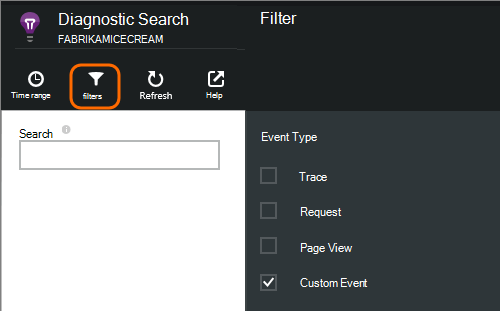 Diagnostic Search
FABRIKAMICECREAM
Time range
filters
Refresh
Help
Search
Filter
Event Type
Trace
Request
Page View
Custom Event